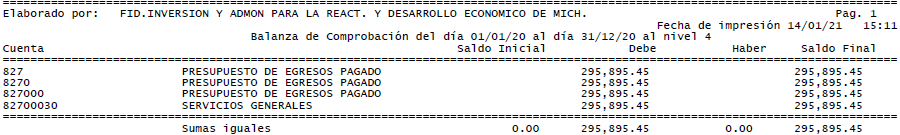 Elaborado por: FID.INVERSION Y ADMON PARA LA REACT. Y DESARROLLO ECONOMICO DE MICH. Pag. 1
Fecha de impresión 14/01/21 15:11
Balanza de Comprobación del día 01/01/20 al día 31/12/20 al nivel 4
Cuenta Saldo Inicial Debe Haber Saldo Final
827 PRESUPUESTO DE EGRESOS PAGADO 295,895.45 295,895.45
8270 PRESUPUESTO DE EGRESOS PAGADO 295,895.45 295,895.45
827000 PRESUPUESTO DE EGRESOS PAGADO 295,895.45 295,895.45
82700030 SERVICIOS GENERALES 295,895.45 295,895.45
Sumas iguales 0.00 295,895.45 0.00 295,895.45